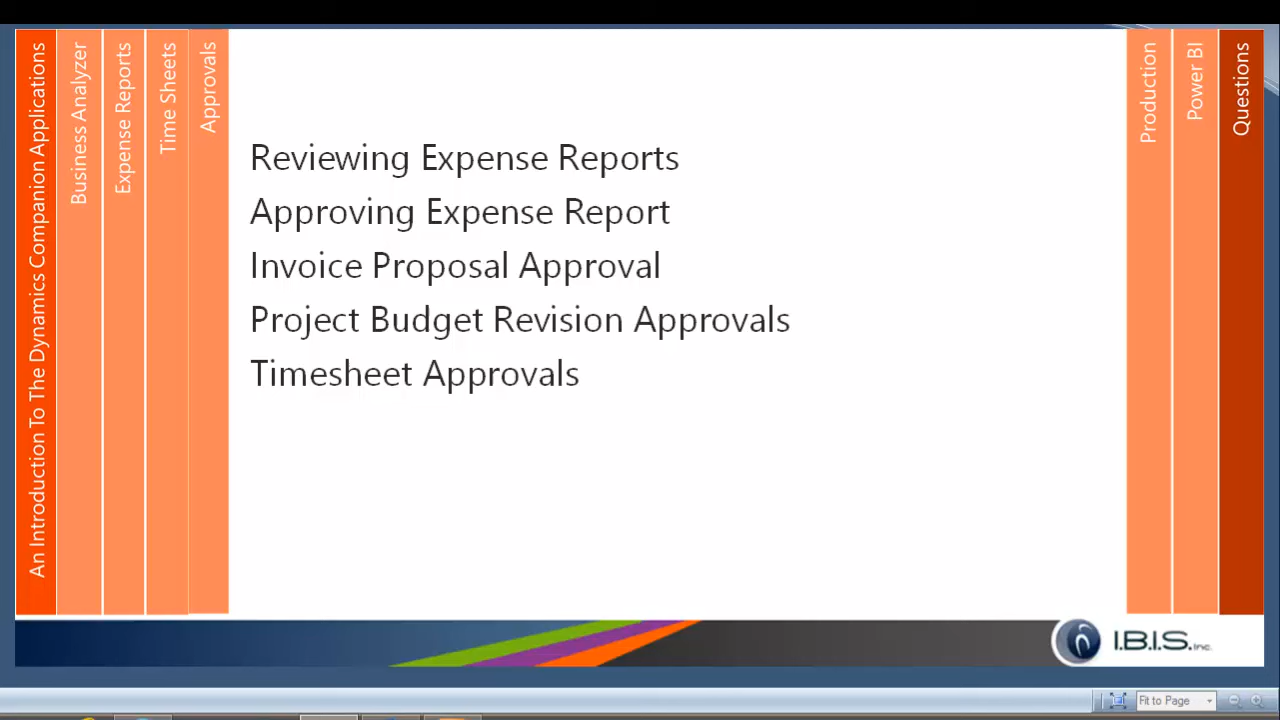 An Introduction To The Dynamics Companion Applications
Business Analyzer
Expense Reports
Time Sheets
Approvals
Reviewing Expense Reports
Approving Expense Report
Invoice Proposal Approval
Project Budget Revision Approvals
Timesheet Approvals
Production
Power BI
Questions
I.B.I.S. Inc.
Fit to Page